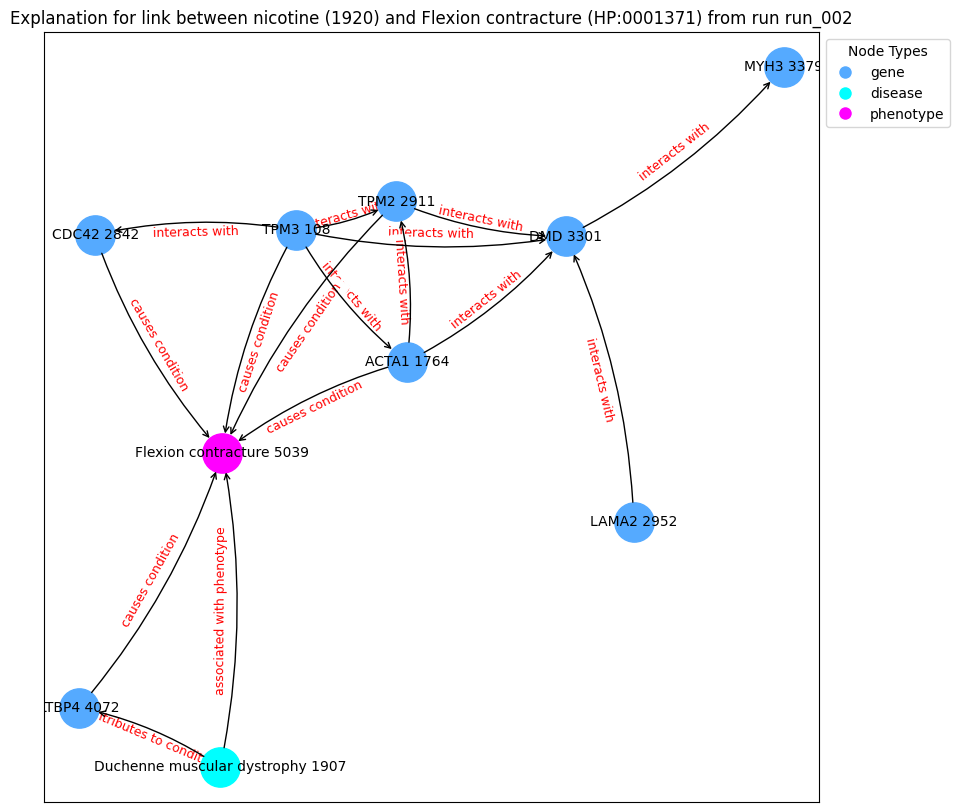 Explanation for link between nicotine (1920) and Flexion contracture (HP:0001371) from run run_002
Node Types
gene
disease
phenotype
MYH3 3379
interacts with
TPM2 2911
interacts with
interacts with
CDC42 2842
interacts with
TPM3 108
interacts with
DMD 3301
interacts with
interacts with
causes condition
causes condition
causes condition
interacts with
ACTA1 1764
interacts with
causes condition
Flexion contracture 5039
LAMA2 2952
causes condition
associated with phenotype
TBP4 4072
tributes to condit
Duchenne muscular dystrophy 1907